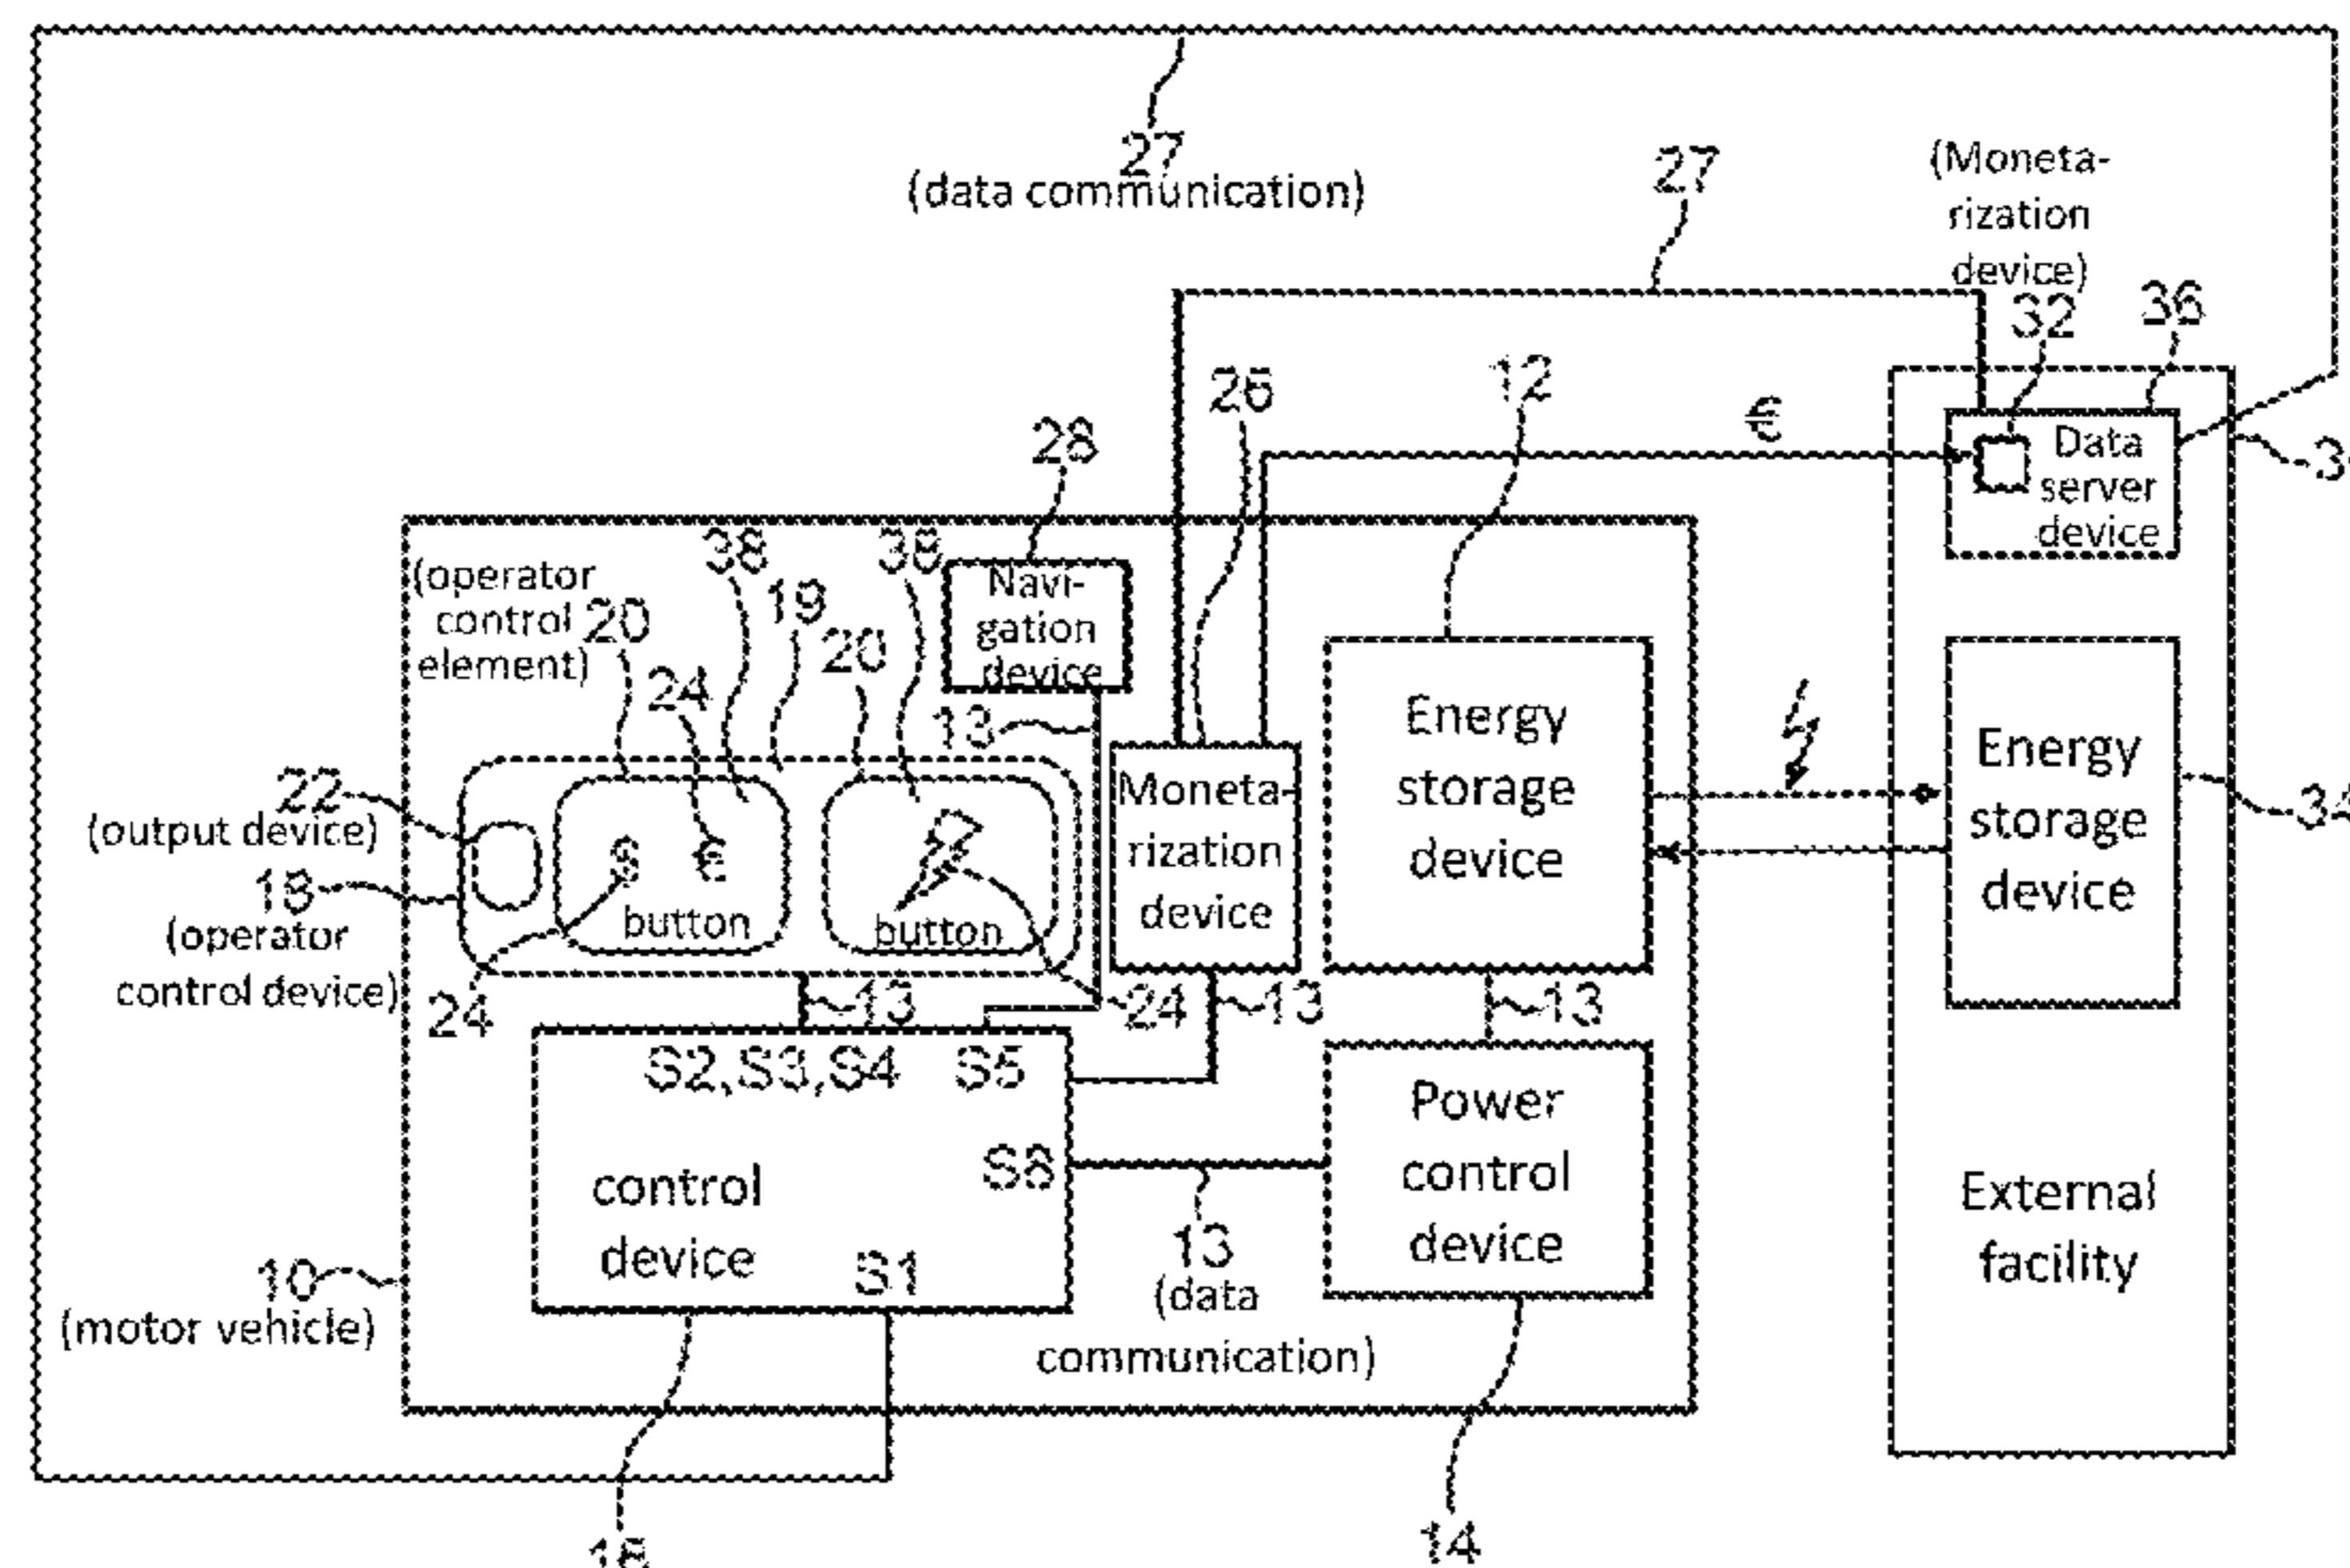 27
(data communication)
27
(Moneta-
rization
device)
32
36
12
26
€
28
Data
server
device
38
38
(operator
control
element)
20
19
20
24
Navi-
gation
device
13
22
(output device)
18
(operator
control device)
$ €
button
button
24
24
Moneta-
rization
device
Energy
storage
device
Energy
storage
device
34
13
13
13
S2,S3,S4
S5
S6
S1
control
device
Power
control
device
External
facility
10
(motor vehicle)
13
(data
communication)
14